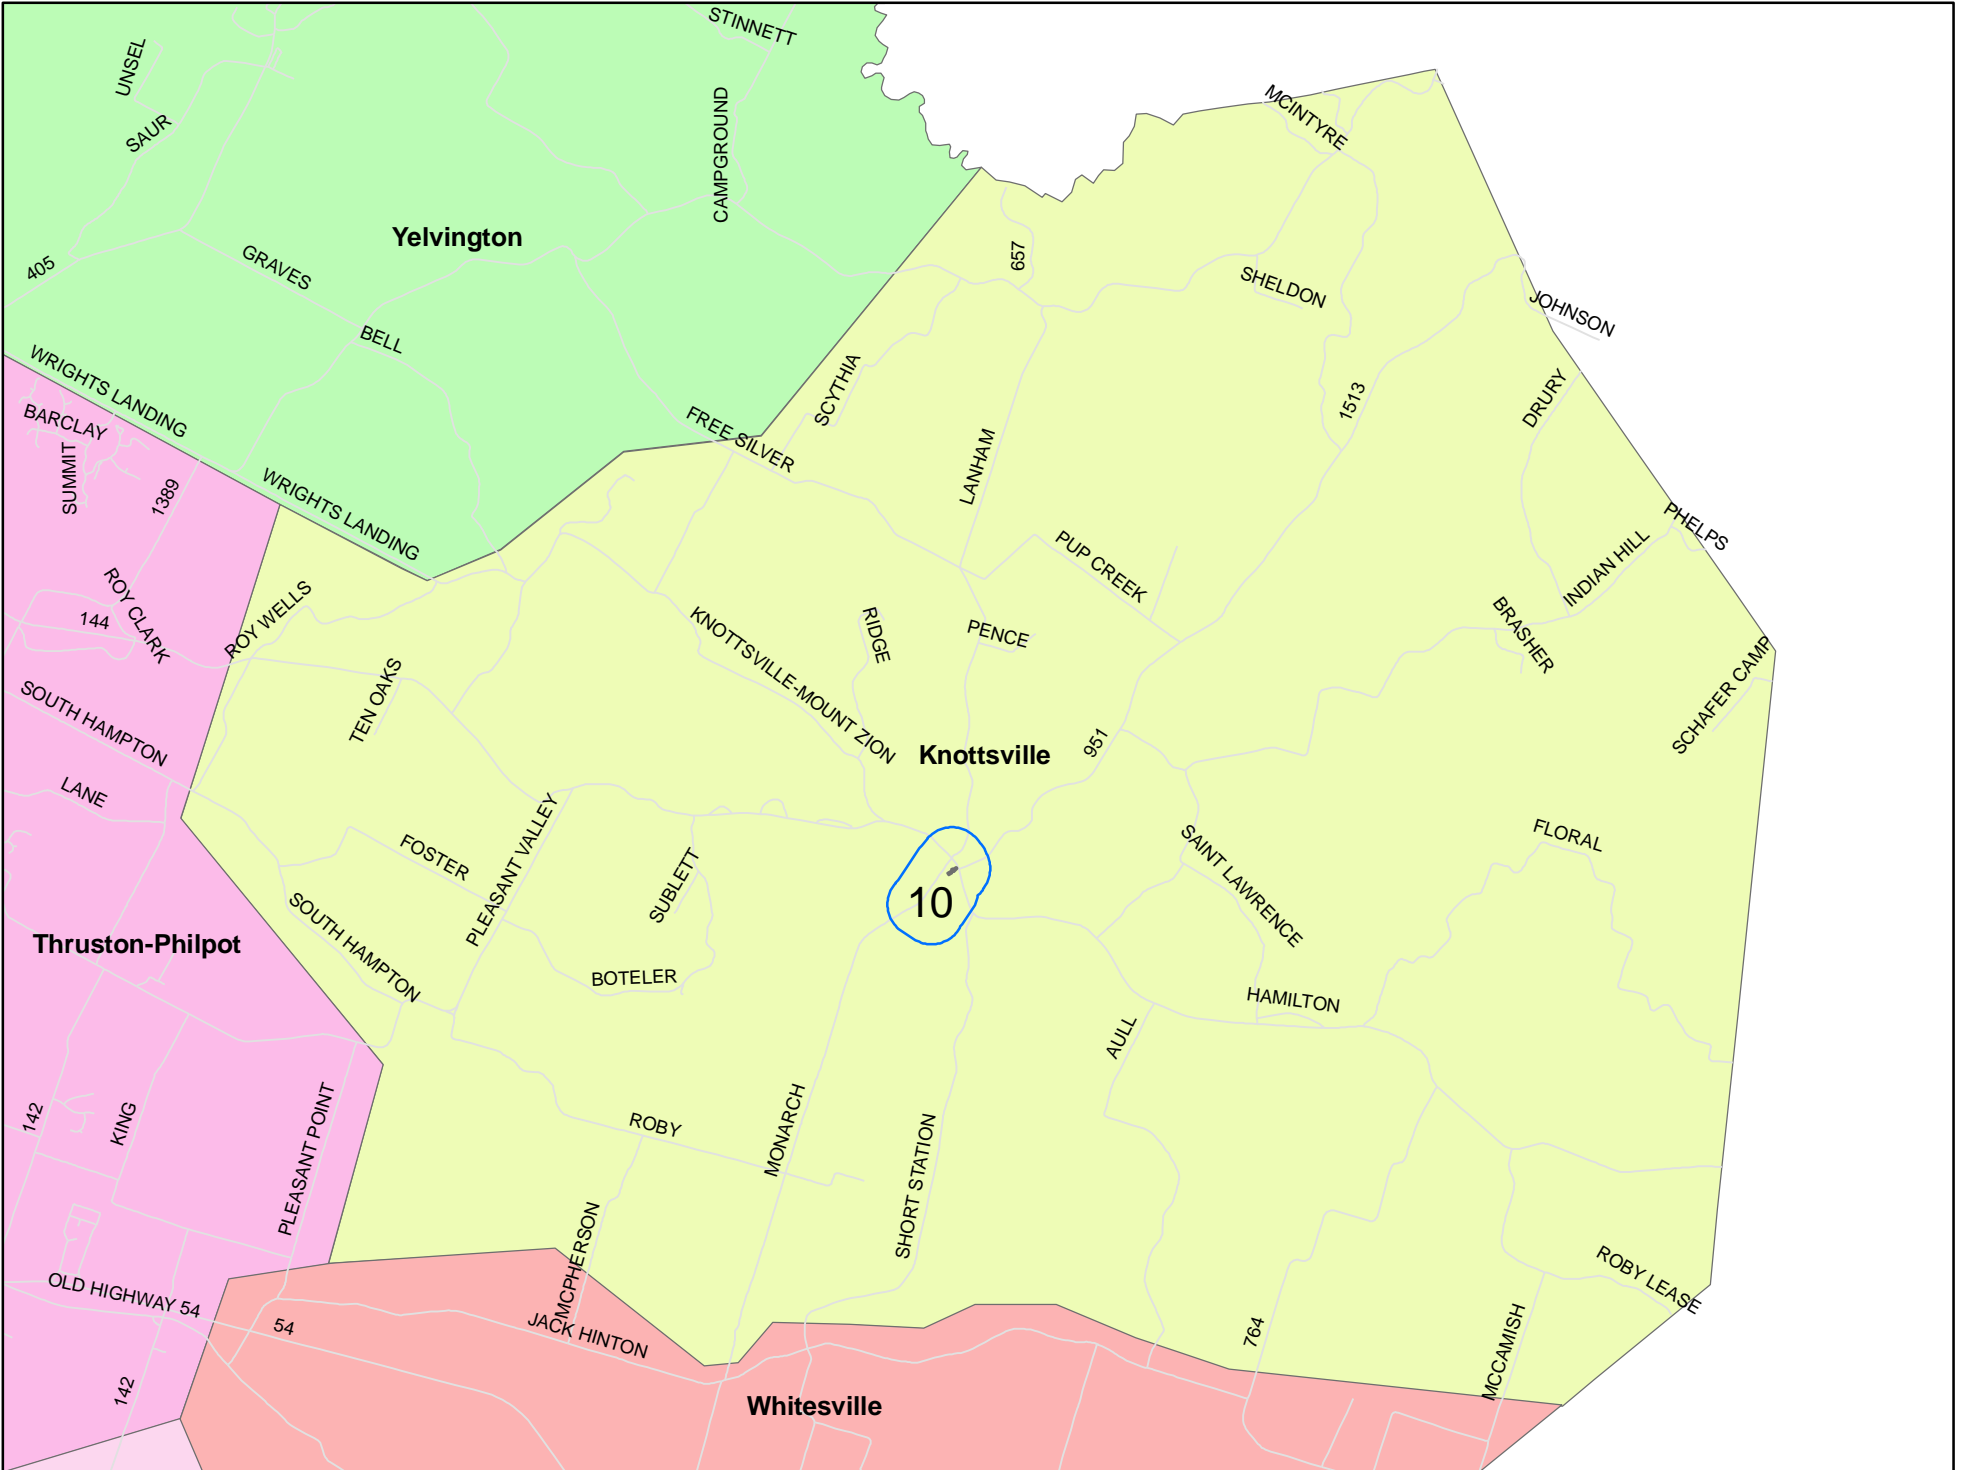 STINNETT
UNSEL
SAUR
CAMPGROUND
MCINTYRE
Yelvington
405
GRAVES
BELL
657
SHELDON
JOHNSON
WRIGHTS LANDING
BARCLAY
SUMMIT
1389
WRIGHTS LANDING
FREE SILVER
SCYTHIA
LANHAM
1513
DRURY
PHELPS
INDIAN HILL
PUP CREEK
BRASHER
ROY CLARK
144
ROY WELLS
KNOTTSVILLE-MOUNT ZION
RIDGE
PENCE
SCHAFER CAMP
SOUTH HAMPTON
TEN OAKS
Knottsville
951
LANE
FOSTER
PLEASANT VALLEY
SUBLETT
SAINT LAWRENCE
FLORAL
10
Thruston-Philpot
SOUTH HAMPTON
BOTELER
HAMILTON
AULL
142
KING
PLEASANT POINT
ROBY
MONARCH
SHORT STATION
MCPHERSON
ROBY LEASE
OLD HIGHWAY 54
54
JACK HINTON
764
MCCAMISH
142
Whitesville